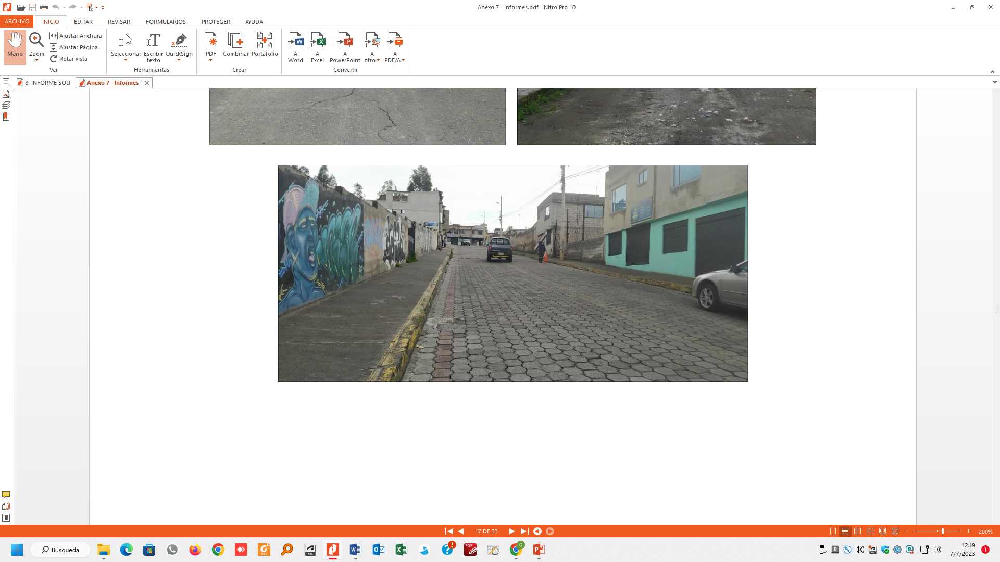 Anexo 7 - Informes.pdf - Nitro Pro 10
ARCHIVO INICIO EDITAR REVISAR FORMULARIOS PROTEGER AYUDA
Mano
Zoom
Ajustar Anchura
Ajustar Página
Rotar vista
Ver
Seleccionar
Escribir texto
QuickSign
Herramientas
PDF
Combinar
Portafolio
Crear
A Word
A Excel
A PowerPoint
A otro
A PDF/A
Convertir
8. INFORME SOLT
Anexo 7 - Informes
17 DE 33
200%
Búsqueda
12:19
7/7/2023
1